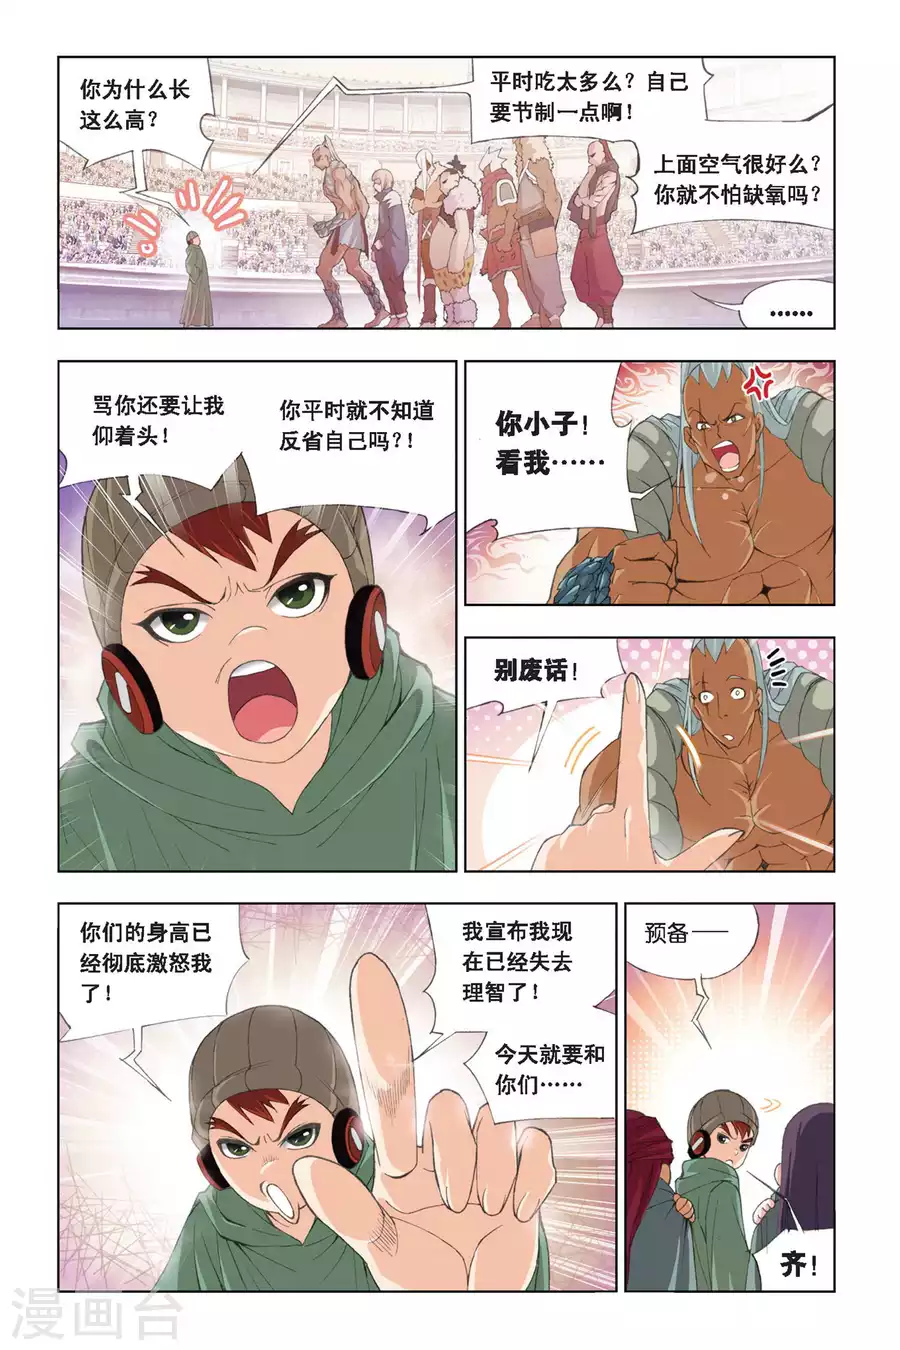 你为什么长
这么高？
平时吃太多么？自己
要节制一点啊！
上面空气很好么？
你就不怕缺氧吗？
……
骂你还要让我
仰着头！
你平时就不知道
反省自己吗？！
你小子！
看我……
别废话！
你们的身高已
经彻底激怒我
了！
我宣布我现
在已经失去
理智了！
今天就要和
你们……
预备——
齐！
漫画台